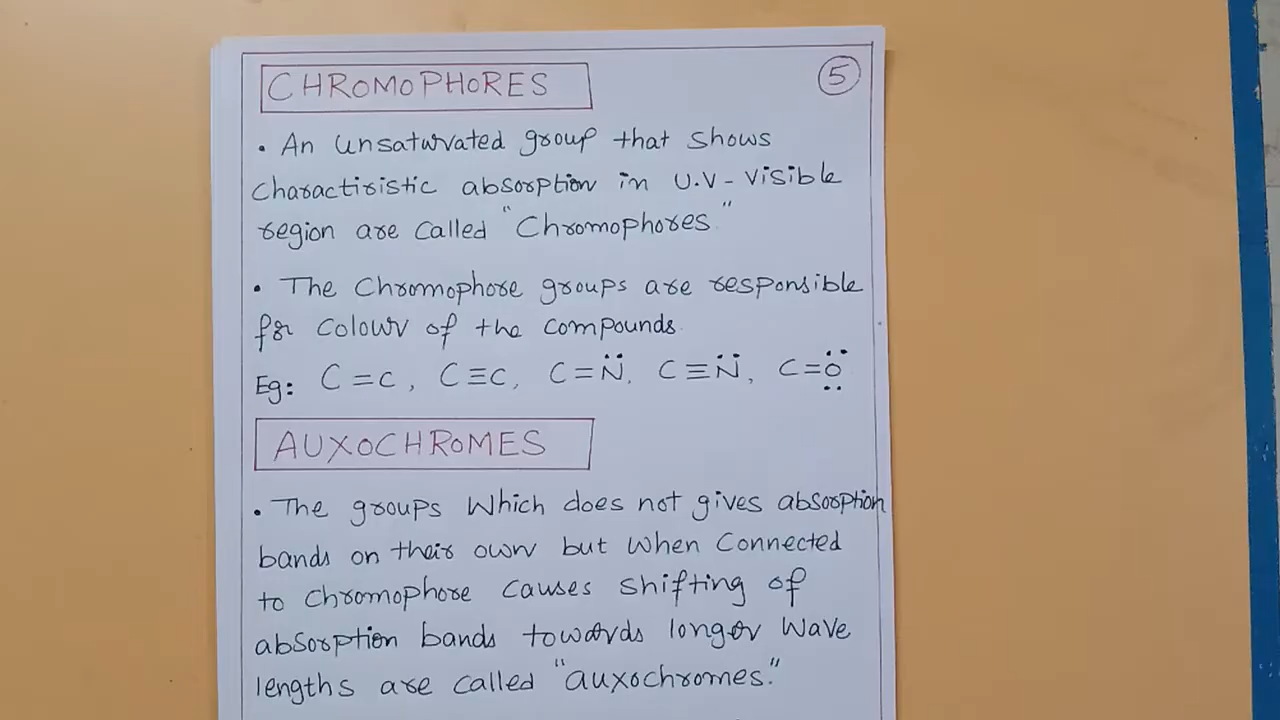 CHROMOPHORES
5
• An unsaturated group that shows
charactiristic absorption in U.V - Visible
region are called "Chromophores"
• The Chromophore groups are responsible
for colour of the compounds.
Eg: C=C, C≡C, C=N̈, C≡N̈, C=Ö
AUXOCHROMES
• The groups which does not gives absorption
bands on their own but when connected
to chromophore causes shifting of
absorption bands towards longer wave
lengths are called "auxochromes."